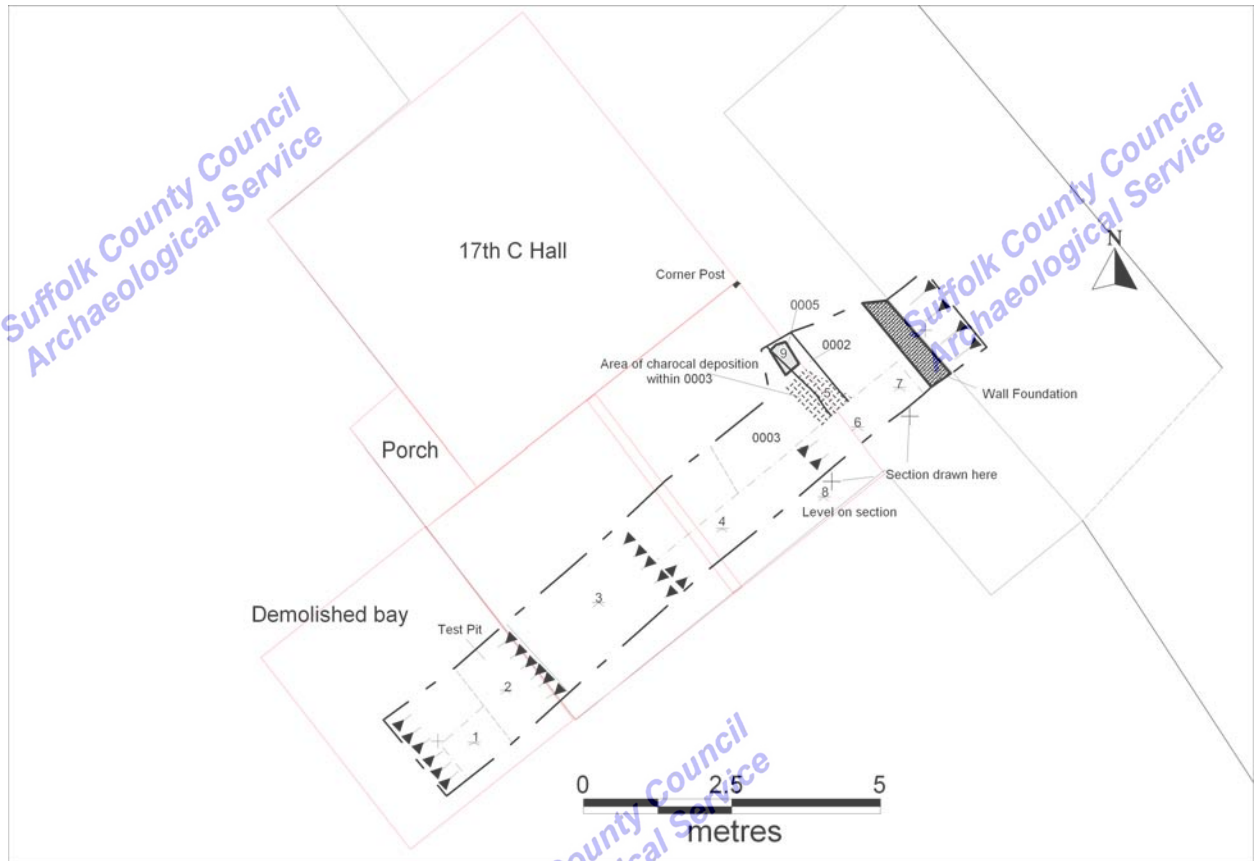 Suffolk County Council
Archaeological Service
Suffolk County Council
Archaeological Service
N
17th C Hall
Corner Post
0005
0002
9
5
Area of charocal deposition
within 0003
7
Wall Foundation
6
0003
Porch
Section drawn here
8
Level on section
4
3
Demolished bay
Test Pit
2
1
0
2.5
5
metres
Suffolk County Council
Archaeological Service